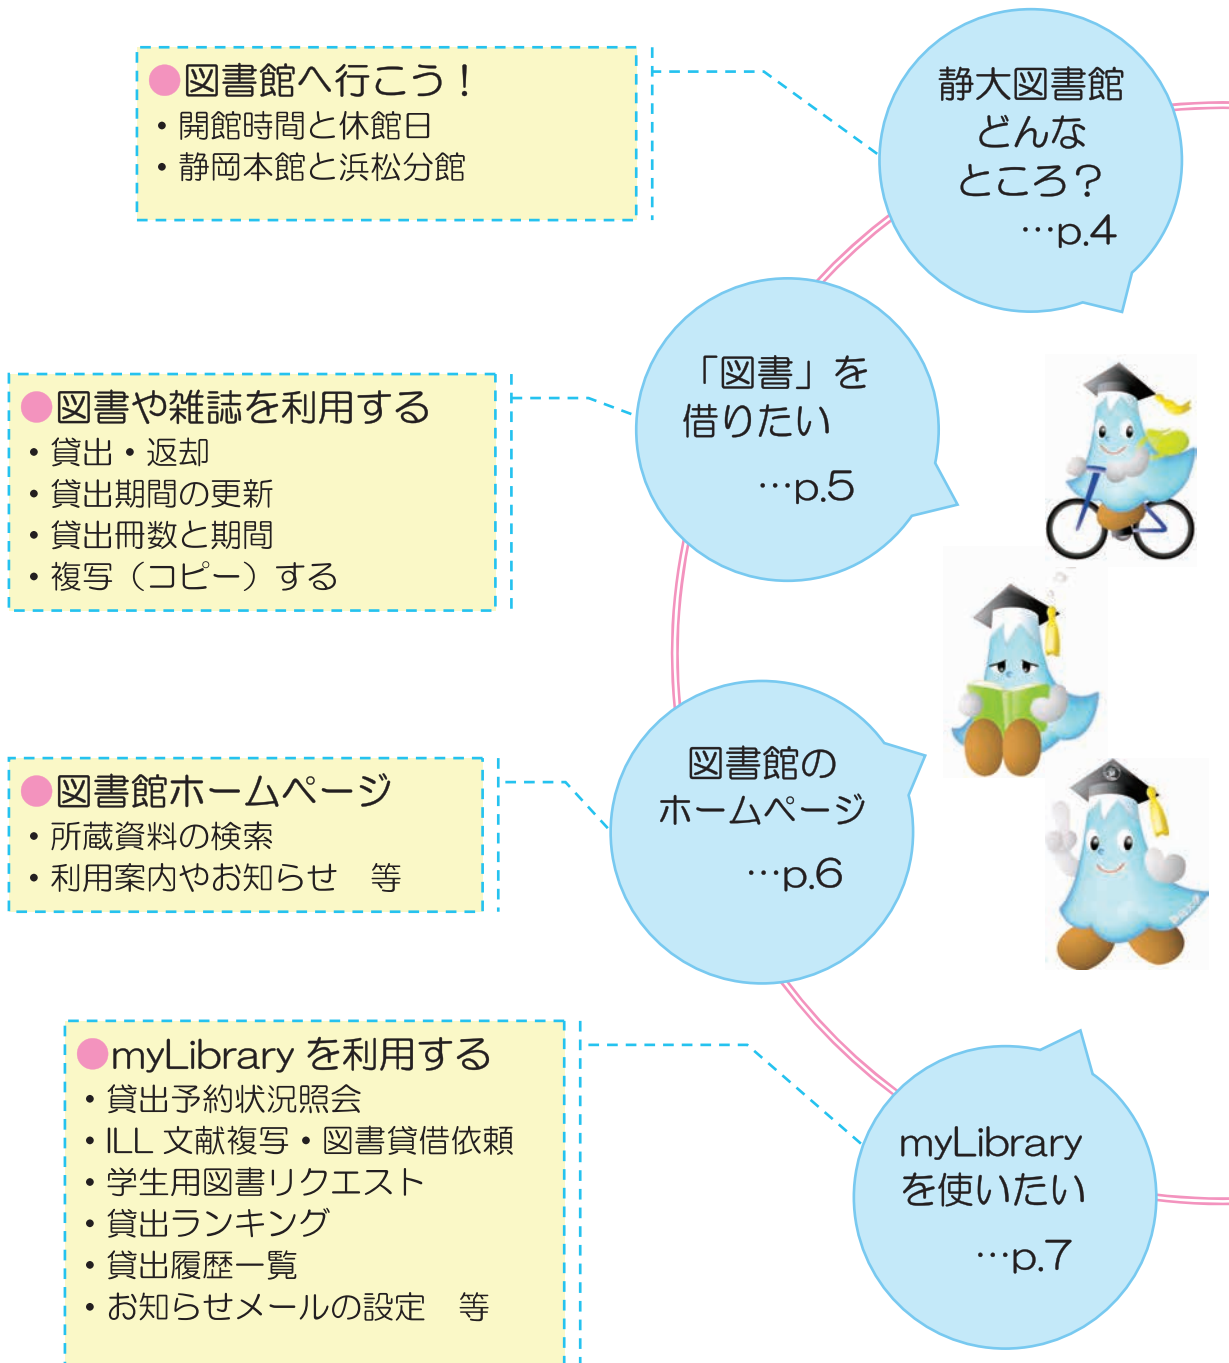 ●図書館へ行こう！
・開館時間と休館日
・静岡本館と浜松分館
静大図書館
どんな
ところ？
…p.4
●図書や雑誌を利用する
・貸出・返却
・貸出期間の更新
・貸出冊数と期間
・複写（コピー）する
「図書」を
借りたい
…p.5
●図書館ホームページ
・所蔵資料の検索
・利用案内やお知らせ　等
図書館の
ホームページ
…p.6
●myLibrary を利用する
・貸出予約状況照会
・ILL 文献複写・図書貸借依頼
・学生用図書リクエスト
・貸出ランキング
・貸出履歴一覧
・お知らせメールの設定　等
myLibrary
を使いたい
…p.7